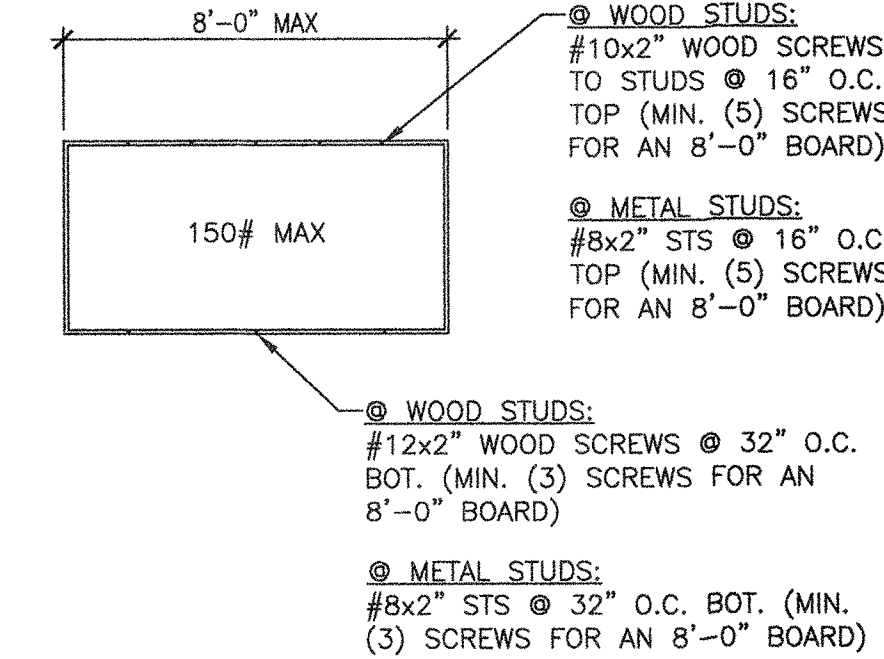 8'-0" MAX
@ WOOD STUDS:
#10x2" WOOD SCREWS
TO STUDS @ 16" O.C.
TOP (MIN. (5) SCREWS
FOR AN 8'-0" BOARD)
150# MAX
@ METAL STUDS:
#8x2" STS @ 16" O.C
TOP (MIN. (5) SCREWS
FOR AN 8'-0" BOARD)
@ WOOD STUDS:
#12x2" WOOD SCREWS @ 32" O.C.
BOT. (MIN. (3) SCREWS FOR AN
8'-0" BOARD)
@ METAL STUDS:
#8x2" STS @ 32" O.C. BOT. (MIN.
(3) SCREWS FOR AN 8'-0" BOARD)